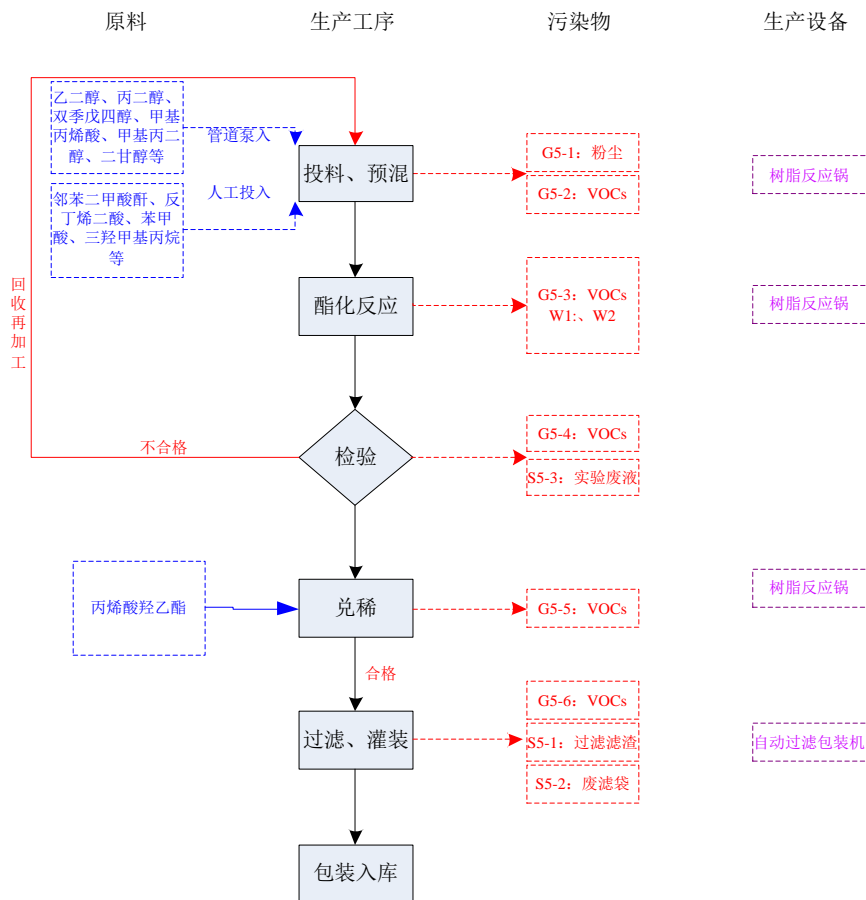 原料 生产工序 污染物 生产设备
乙二醇、丙二醇、
双季戊四醇、甲基
丙烯酸、甲基丙二
醇、二甘醇等
管道泵入
邻苯二甲酸酐、反
丁烯二酸、苯甲
酸、三羟甲基丙烷
等
人工投入
投料、预混
G5-1：粉尘
G5-2：VOCs
树脂反应锅
回收再加工
酯化反应
G5-3：VOCs
W1:、W2
树脂反应锅
不合格
检验
G5-4：VOCs
S5-3：实验废液
丙烯酸羟乙酯
兑稀
G5-5：VOCs
树脂反应锅
合格
过滤、灌装
G5-6：VOCs
S5-1：过滤滤渣
S5-2：废滤袋
自动过滤包装机
包装入库